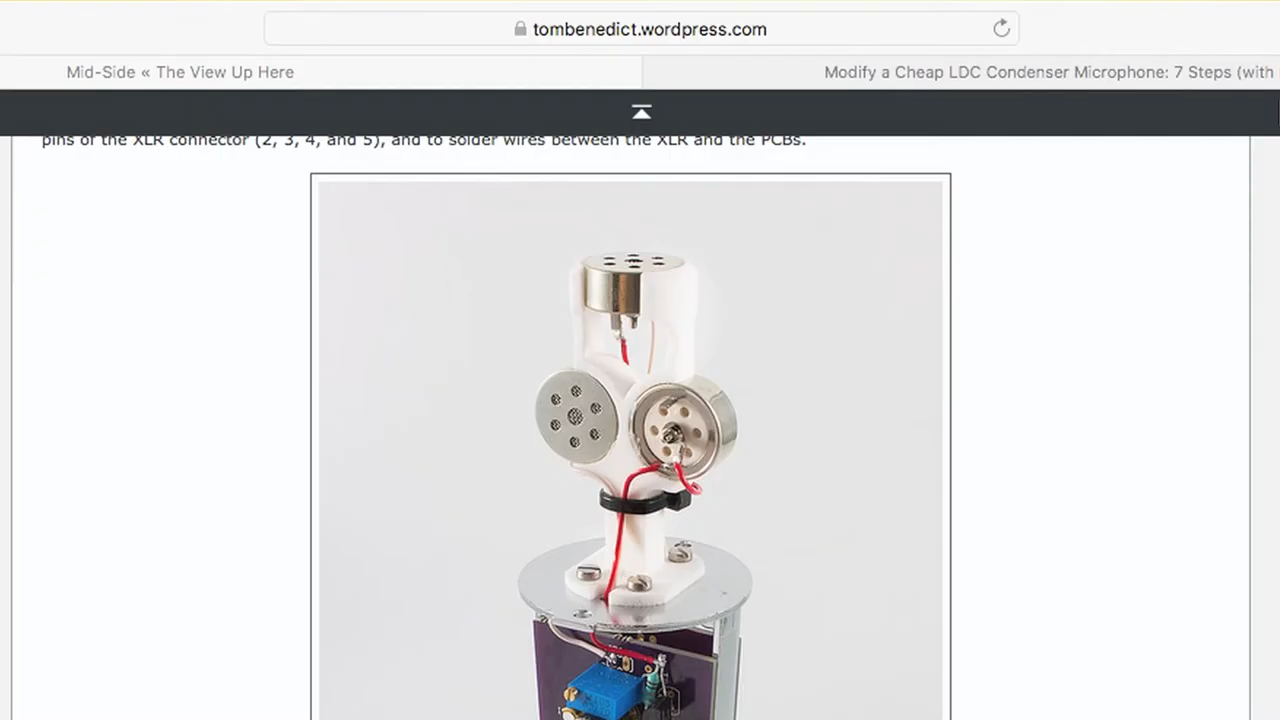 tombenedict.wordpress.com
Mid-Side « The View Up Here
Modify a Cheap LDC Condenser Microphone: 7 Steps (with
pins of the XLR connector (2, 3, 4, and 5), and to solder wires between the XLR and the PCBs.